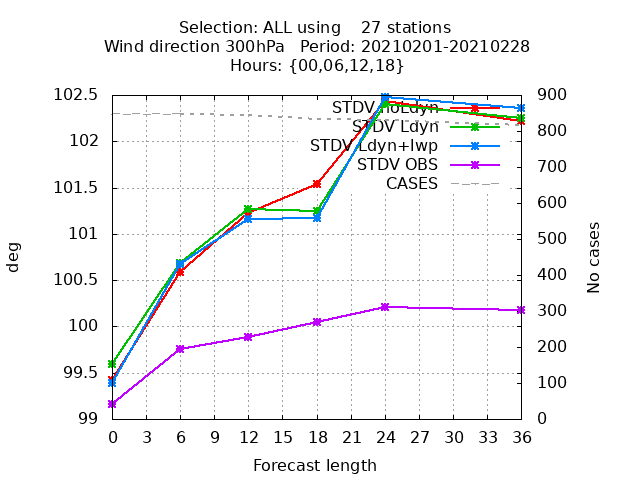 Selection: ALL using 27 stations
Wind direction 300hPa Period: 20210201-20210228
Hours: {00,06,12,18}
102.5
102
101.5
101
100.5
100
99.5
99
deg
STDV NoLdyn
STDV Ldyn
STDV Ldyn+lwp
STDV OBS
CASES
900
800
700
600
500
400
300
200
100
0
No cases
0 3 6 9 12 15 18 21 24 27 30 33 36
Forecast length